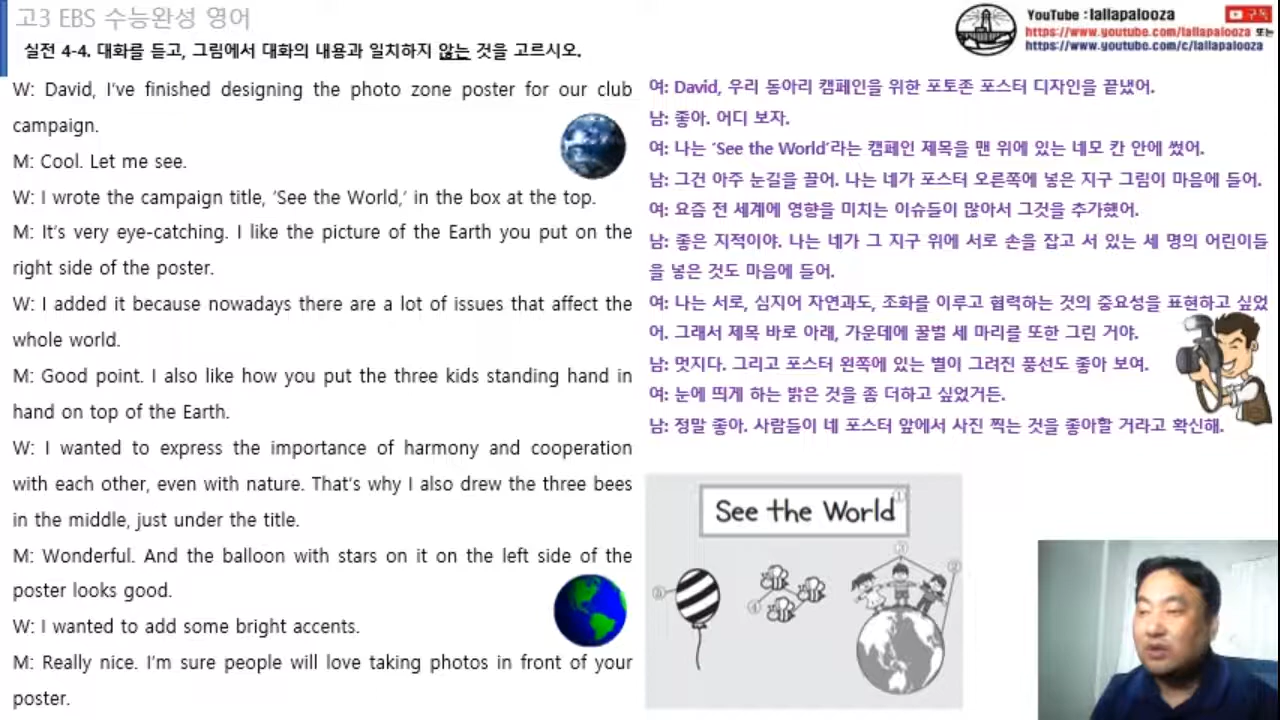 고3 EBS 수능완성 영어
YouTube : lallapalooza
구독
https://www.youtube.com/lallapalooza 또는
https://www.youtube.com/c/lallapalooza
실전 4-4. 대화를 듣고, 그림에서 대화의 내용과 일치하지 않는 것을 고르시오.
W: David, I've finished designing the photo zone poster for our club
campaign.
M: Cool. Let me see.
W: I wrote the campaign title, 'See the World,' in the box at the top.
M: It's very eye-catching. I like the picture of the Earth you put on the
right side of the poster.
W: I added it because nowadays there are a lot of issues that affect the
whole world.
M: Good point. I also like how you put the three kids standing hand in
hand on top of the Earth.
W: I wanted to express the importance of harmony and cooperation
with each other, even with nature. That's why I also drew the three bees
in the middle, just under the title.
M: Wonderful. And the balloon with stars on it on the left side of the
poster looks good.
W: I wanted to add some bright accents.
M: Really nice. I'm sure people will love taking photos in front of your
poster.
여: David, 우리 동아리 캠페인을 위한 포토존 포스터 디자인을 끝냈어.
남: 좋아. 어디 보자.
여: 나는 'See the World'라는 캠페인 제목을 맨 위에 있는 네모 칸 안에 썼어.
남: 그건 아주 눈길을 끌어. 나는 네가 포스터 오른쪽에 넣은 지구 그림이 마음에 들어.
여: 요즘 전 세계에 영향을 미치는 이슈들이 많아서 그것을 추가했어.
남: 좋은 지적이야. 나는 네가 그 지구 위에 서로 손을 잡고 서 있는 세 명의 어린이들
을 넣은 것도 마음에 들어.
여: 나는 서로, 심지어 자연과도, 조화를 이루고 협력하는 것의 중요성을 표현하고 싶었
어. 그래서 제목 바로 아래, 가운데에 꿀벌 세 마리를 또한 그린 거야.
남: 멋지다. 그리고 포스터 왼쪽에 있는 별이 그려진 풍선도 좋아 보여.
여: 눈에 띄게 하는 밝은 것을 좀 더하고 싶었거든.
남: 정말 좋아. 사람들이 네 포스터 앞에서 사진 찍는 것을 좋아할 거라고 확신해.
See the World ①
③
②
⑤
④